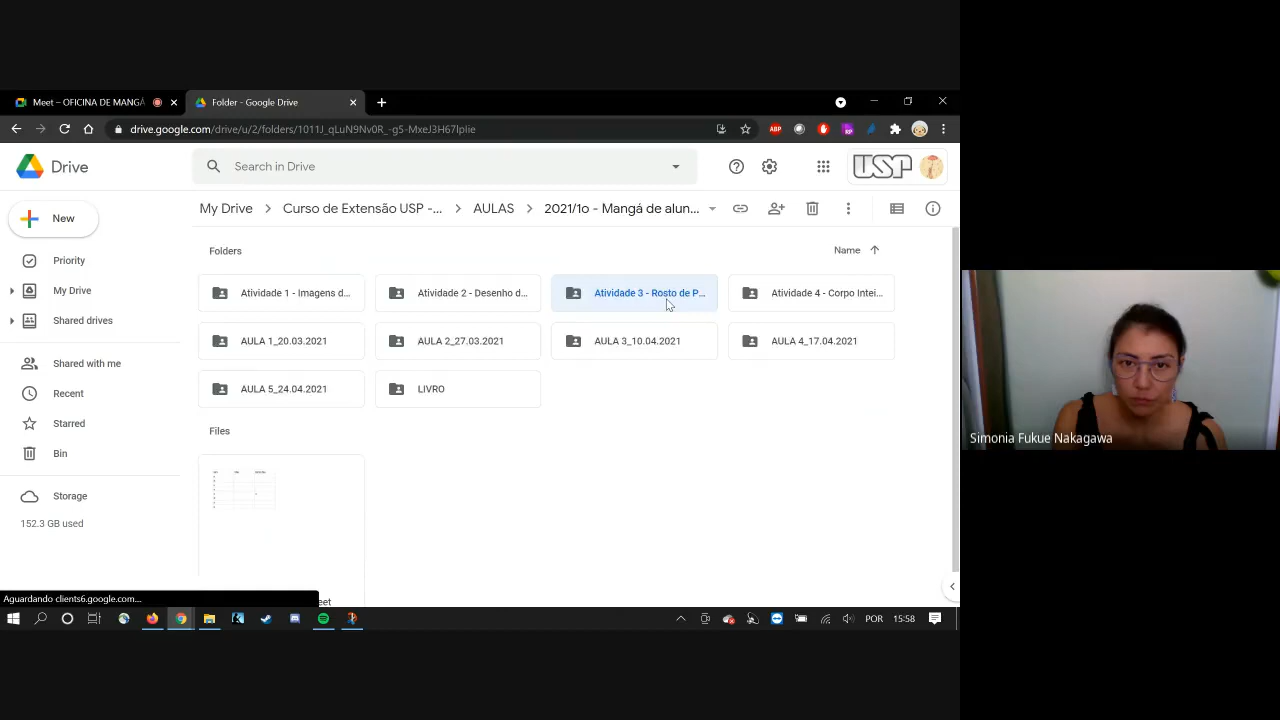 Meet – OFICINA DE MANGÁ
Folder - Google Drive
drive.google.com/drive/u/2/folders/1011J_qLuN9Nv0R_-g5-MxeJ3H67lpIie
ABP
RP
Drive
Search in Drive
USP
New
My Drive
Curso de Extensão USP -...
AULAS
2021/1o - Mangá de alun...
Priority
My Drive
Shared drives
Shared with me
Recent
Starred
Bin
Storage
152.3 GB used
Folders
Name
Atividade 1 - Imagens d...
Atividade 2 - Desenho d...
Atividade 3 - Rosto de P...
Atividade 4 - Corpo Intei...
AULA 1_20.03.2021
AULA 2_27.03.2021
AULA 3_10.04.2021
AULA 4_17.04.2021
AULA 5_24.04.2021
LIVRO
Files
eet
Aguardando clients6.google.com...
POR
15:58
Simonia Fukue Nakagawa